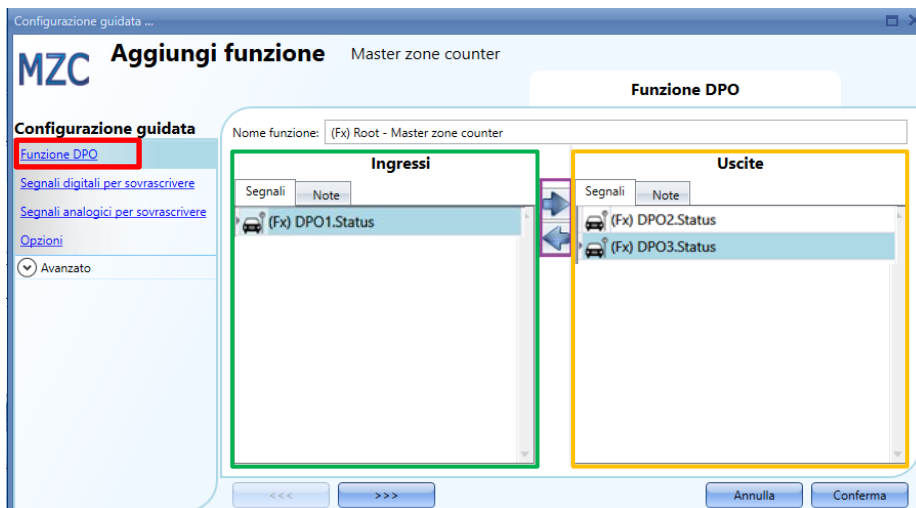 Configurazione guidata ...
MZC
Aggiungi funzione Master zone counter
Funzione DPO
Configurazione guidata
Funzione DPO
Segnali digitali per sovrascrivere
Segnali analogici per sovrascrivere
Opzioni
Avanzato
Nome funzione: (Fx) Root - Master zone counter
Ingressi
Segnali Note
(Fx) DPO1.Status
Uscite
Segnali Note
(Fx) DPO2.Status
(Fx) DPO3.Status
<<< >>> Annulla Conferma